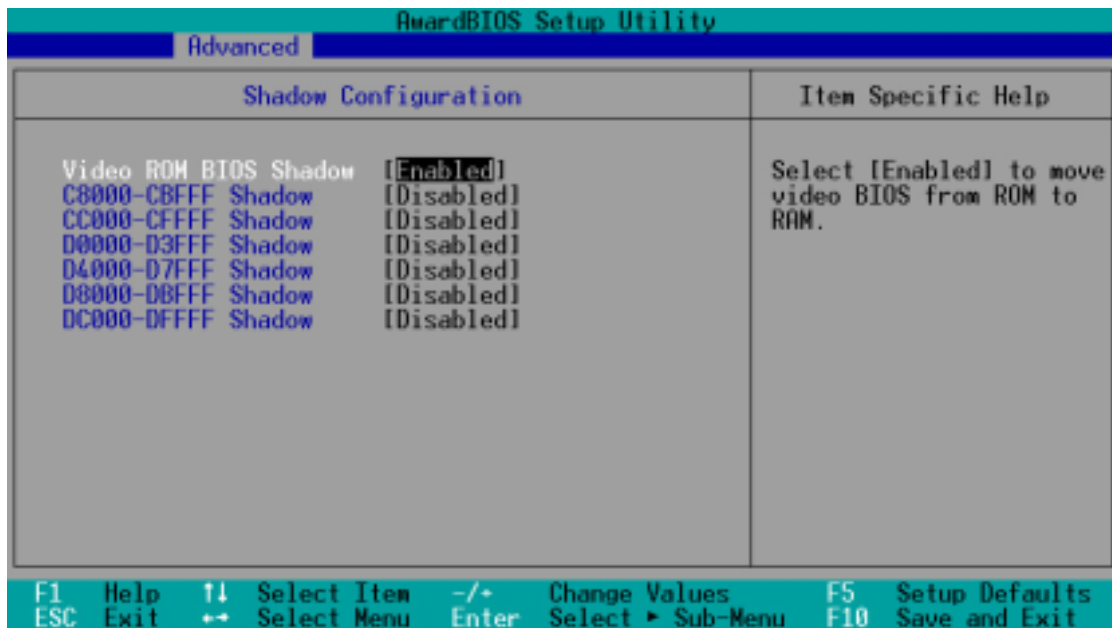 AwardBIOS Setup Utility
Advanced
Shadow Configuration
Item Specific Help
Video ROM BIOS Shadow [Enabled]
C8000-CBFFF Shadow [Disabled]
CC000-CFFFF Shadow [Disabled]
D0000-D3FFF Shadow [Disabled]
D4000-D7FFF Shadow [Disabled]
D8000-DBFFF Shadow [Disabled]
DC000-DFFFF Shadow [Disabled]
Select [Enabled] to move
video BIOS from ROM to
RAM.
F1 Help ↑↓ Select Item -/+ Change Values F5 Setup Defaults
ESC Exit ←→ Select Menu Enter Select ► Sub-Menu F10 Save and Exit